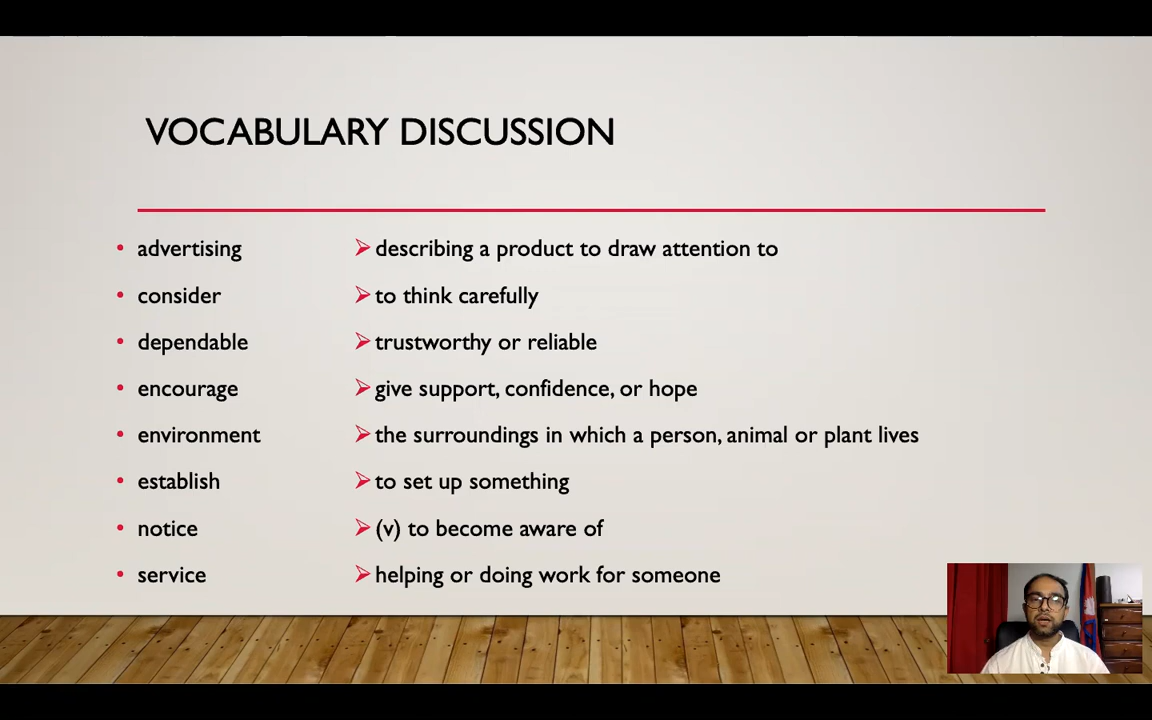 VOCABULARY DISCUSSION
advertising describing a product to draw attention to
consider to think carefully
dependable trustworthy or reliable
encourage give support, confidence, or hope
environment the surroundings in which a person, animal or plant lives
establish to set up something
notice (v) to become aware of
service helping or doing work for someone